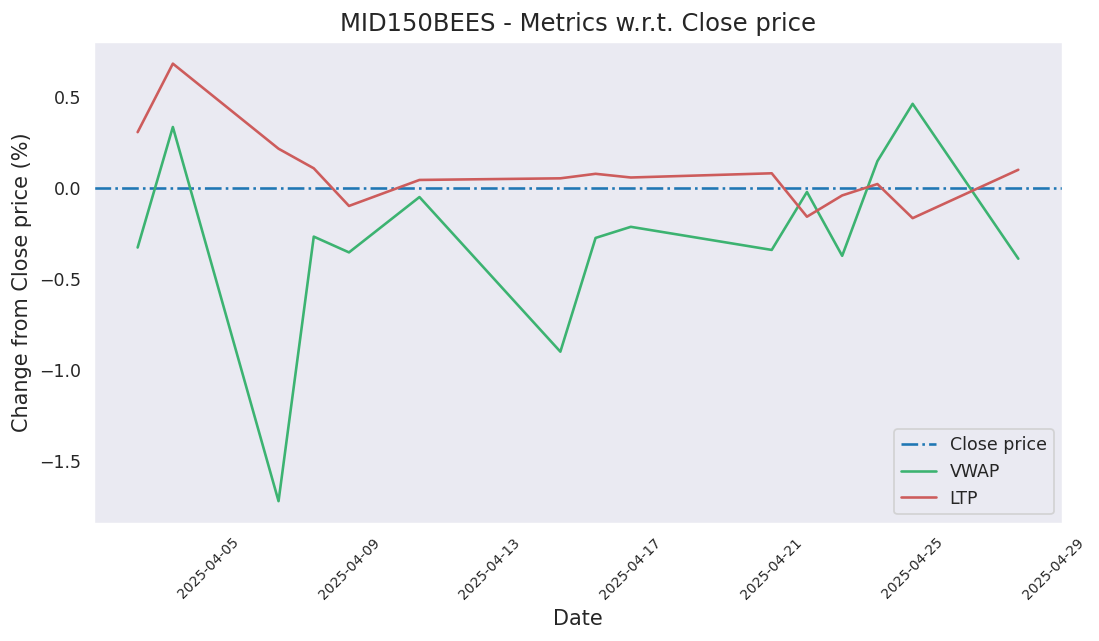 MID150BEES - Metrics w.r.t. Close price
Change from Close price (%)
0.5
0.0
−0.5
−1.0
−1.5
Close price
VWAP
LTP
2025-04-05
2025-04-09
2025-04-13
2025-04-17
2025-04-21
2025-04-25
2025-04-29
Date